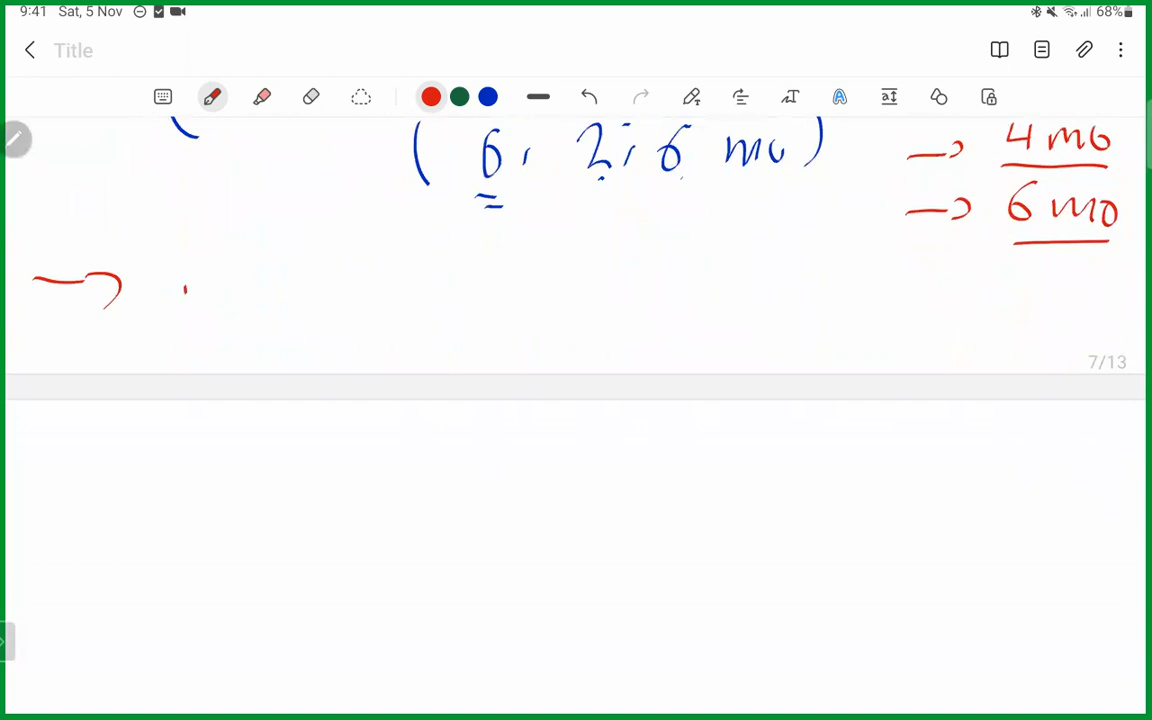 9:41 Sat, 5 Nov
68%
Title
( 6, 2, 6 mo )
→ 4 mo
→ 6 mo
→
7/13